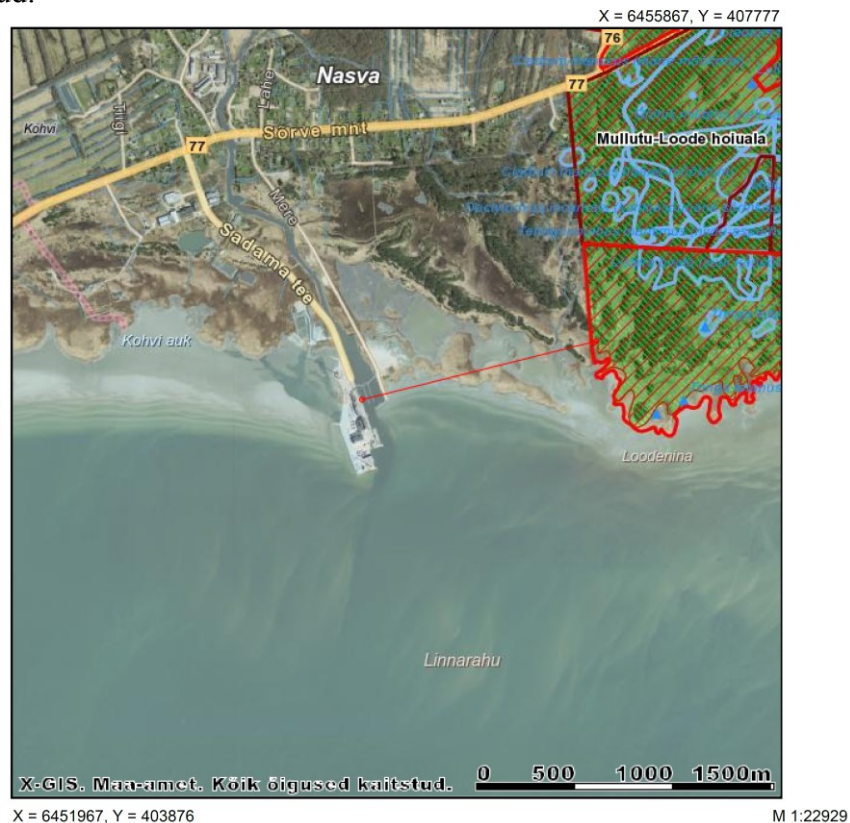 X = 6455867, Y = 407777
76
77
Nasva
Lahe
Tiigi
Kohvi
Sõrve mnt
77
Mullutu-Loode hoiuala
Mere
Sadama tee
Kohvi auk
Loodenina
Linnarahu
X-GIS. Maa-amet. Kõik õigused kaitstud.
0 500 1000 1500m
X = 6451967, Y = 403876
M 1:22929